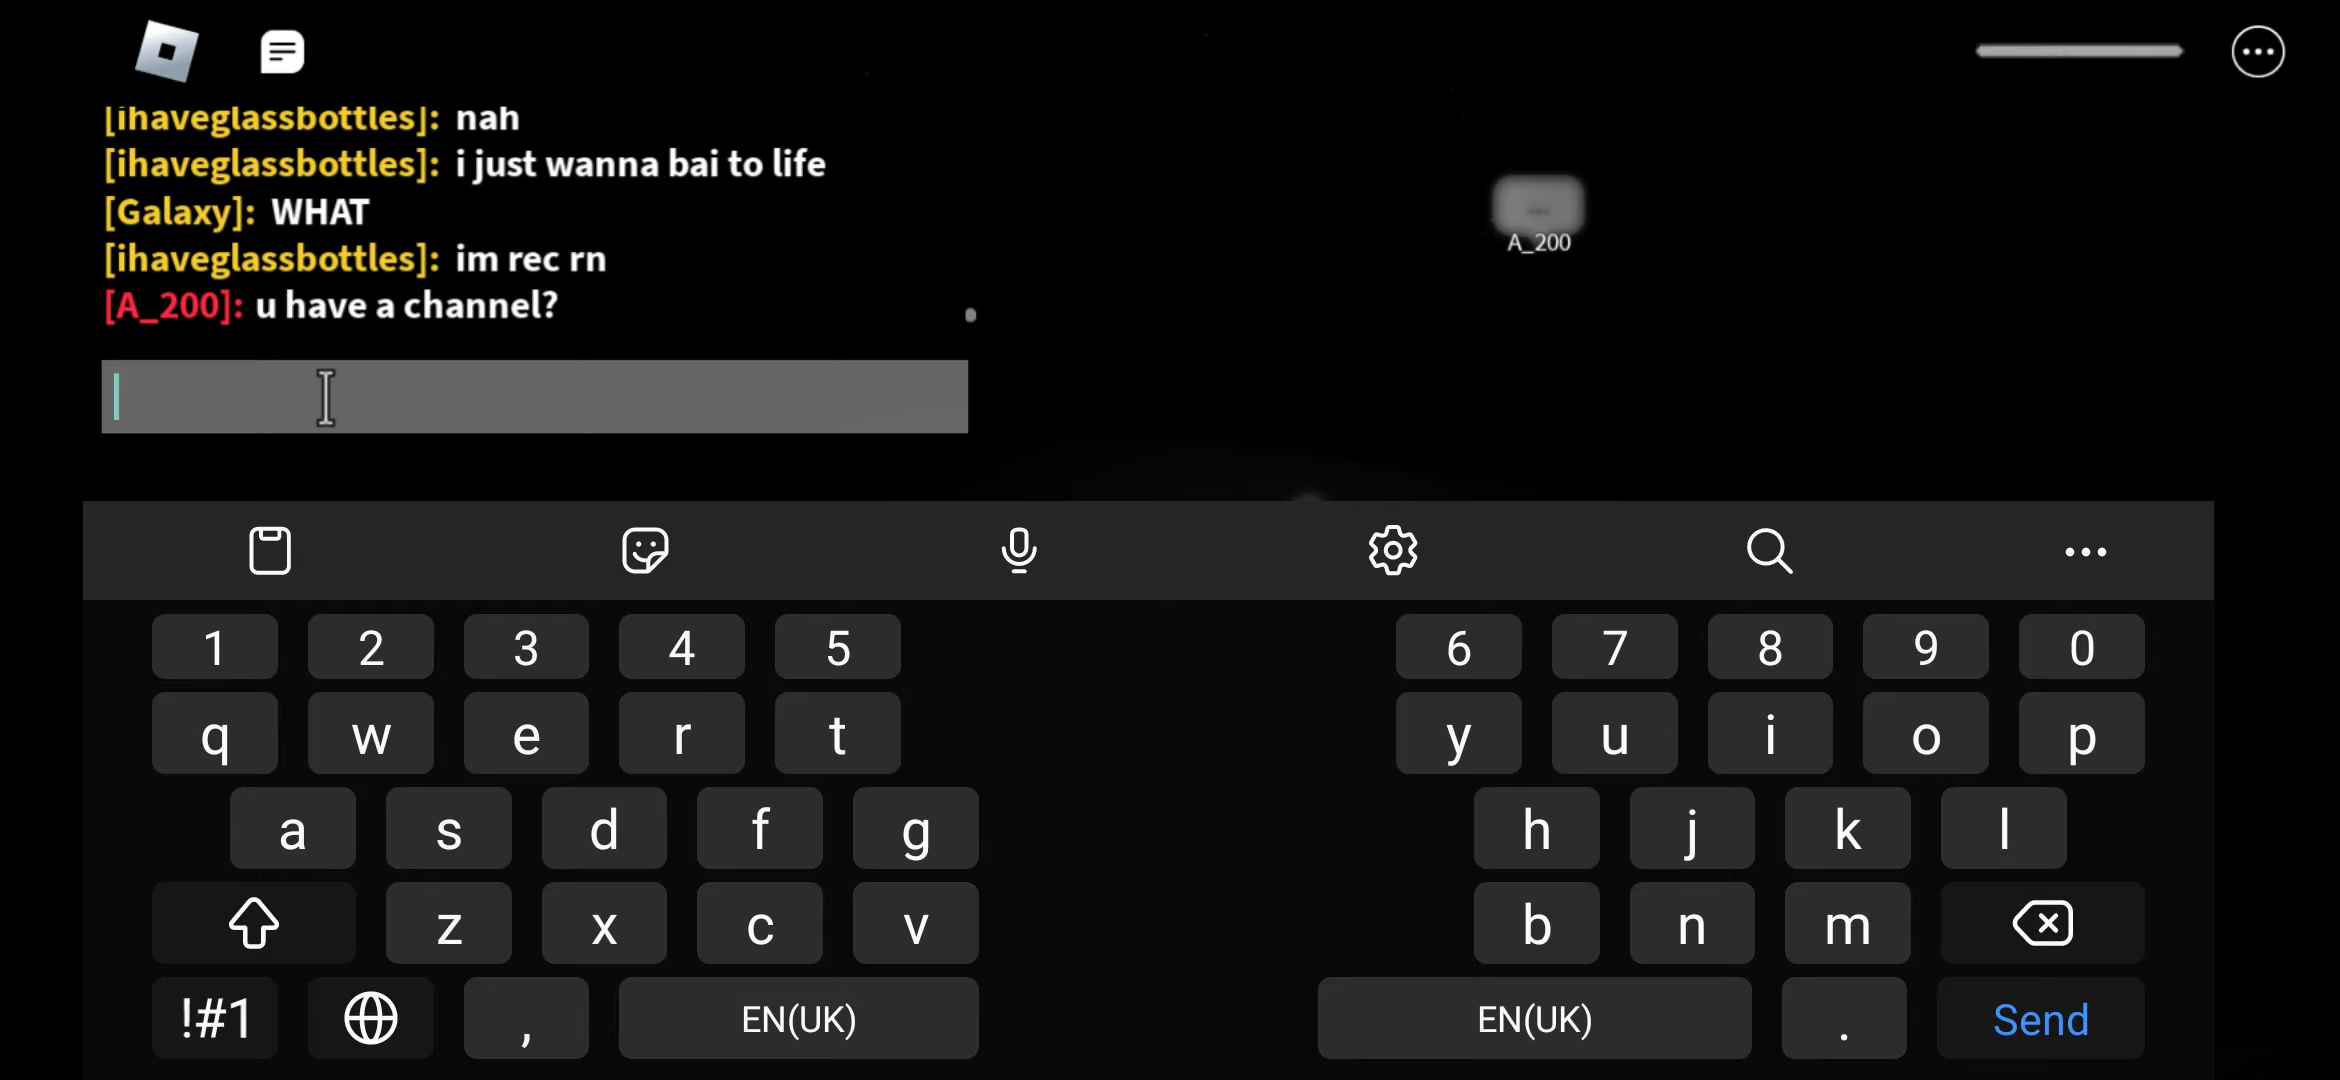 [ihaveglassbottles]: nah
[ihaveglassbottles]: i just wanna bai to life
[Galaxy]: WHAT
[ihaveglassbottles]: im rec rn
[A_200]: u have a channel?
...
A_200
1 2 3 4 5 6 7 8 9 0
q w e r t y u i o p
a s d f g h j k l
z x c v b n m
!#1 , EN(UK) EN(UK) . Send